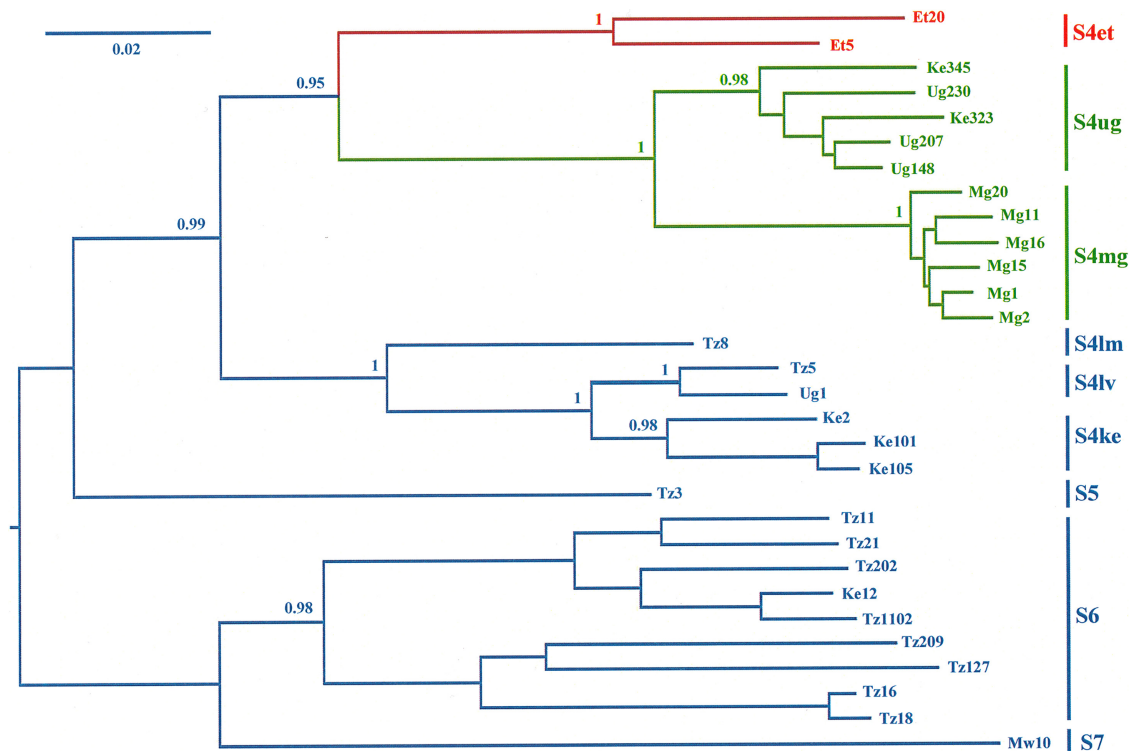 1
Et20
S4et
0.02
Et5
0.95
0.98
Ke345
Ug230
Ke323
S4ug
1
Ug207
Ug148
Mg20
1
Mg11
0.99
Mg16
S4mg
Mg15
Mg1
Mg2
Tz8
S4lm
1
1
Tz5
S4lv
1
Ug1
0.98
Ke2
S4ke
Ke101
Ke105
Tz3
S5
Tz11
Tz21
Tz202
Ke12
0.98
S6
Tz1102
Tz209
Tz127
Tz16
Tz18
Mw10
S7